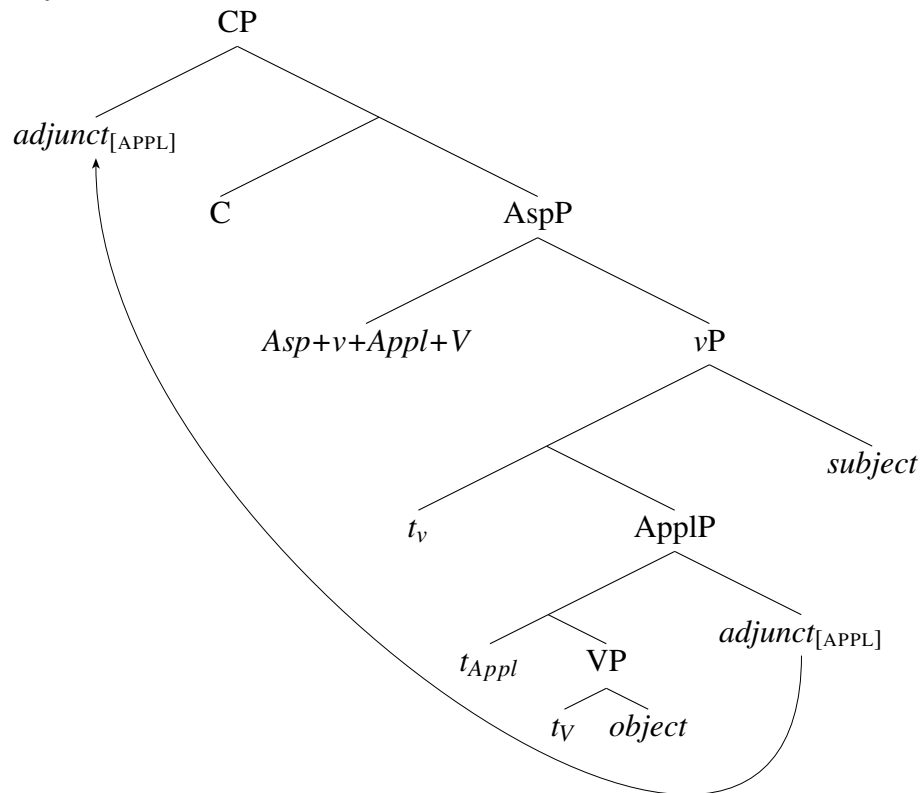 CP
adjunct[APPL]
C
AspP
Asp+v+Appl+V
vP
subject
tv
ApplP
adjunct[APPL]
tAppl
VP
tV
object